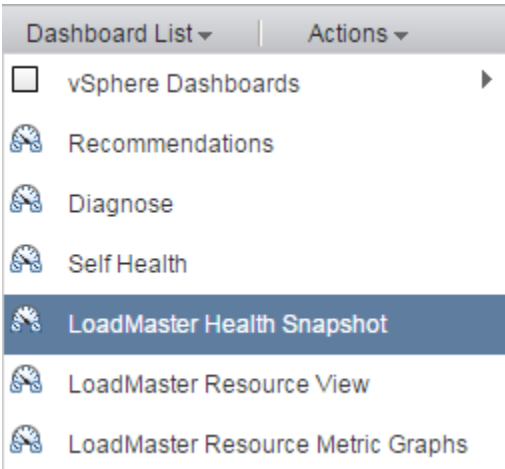 Dashboard List Actions
vSphere Dashboards
Recommendations
Diagnose
Self Health
LoadMaster Health Snapshot
LoadMaster Resource View
LoadMaster Resource Metric Graphs